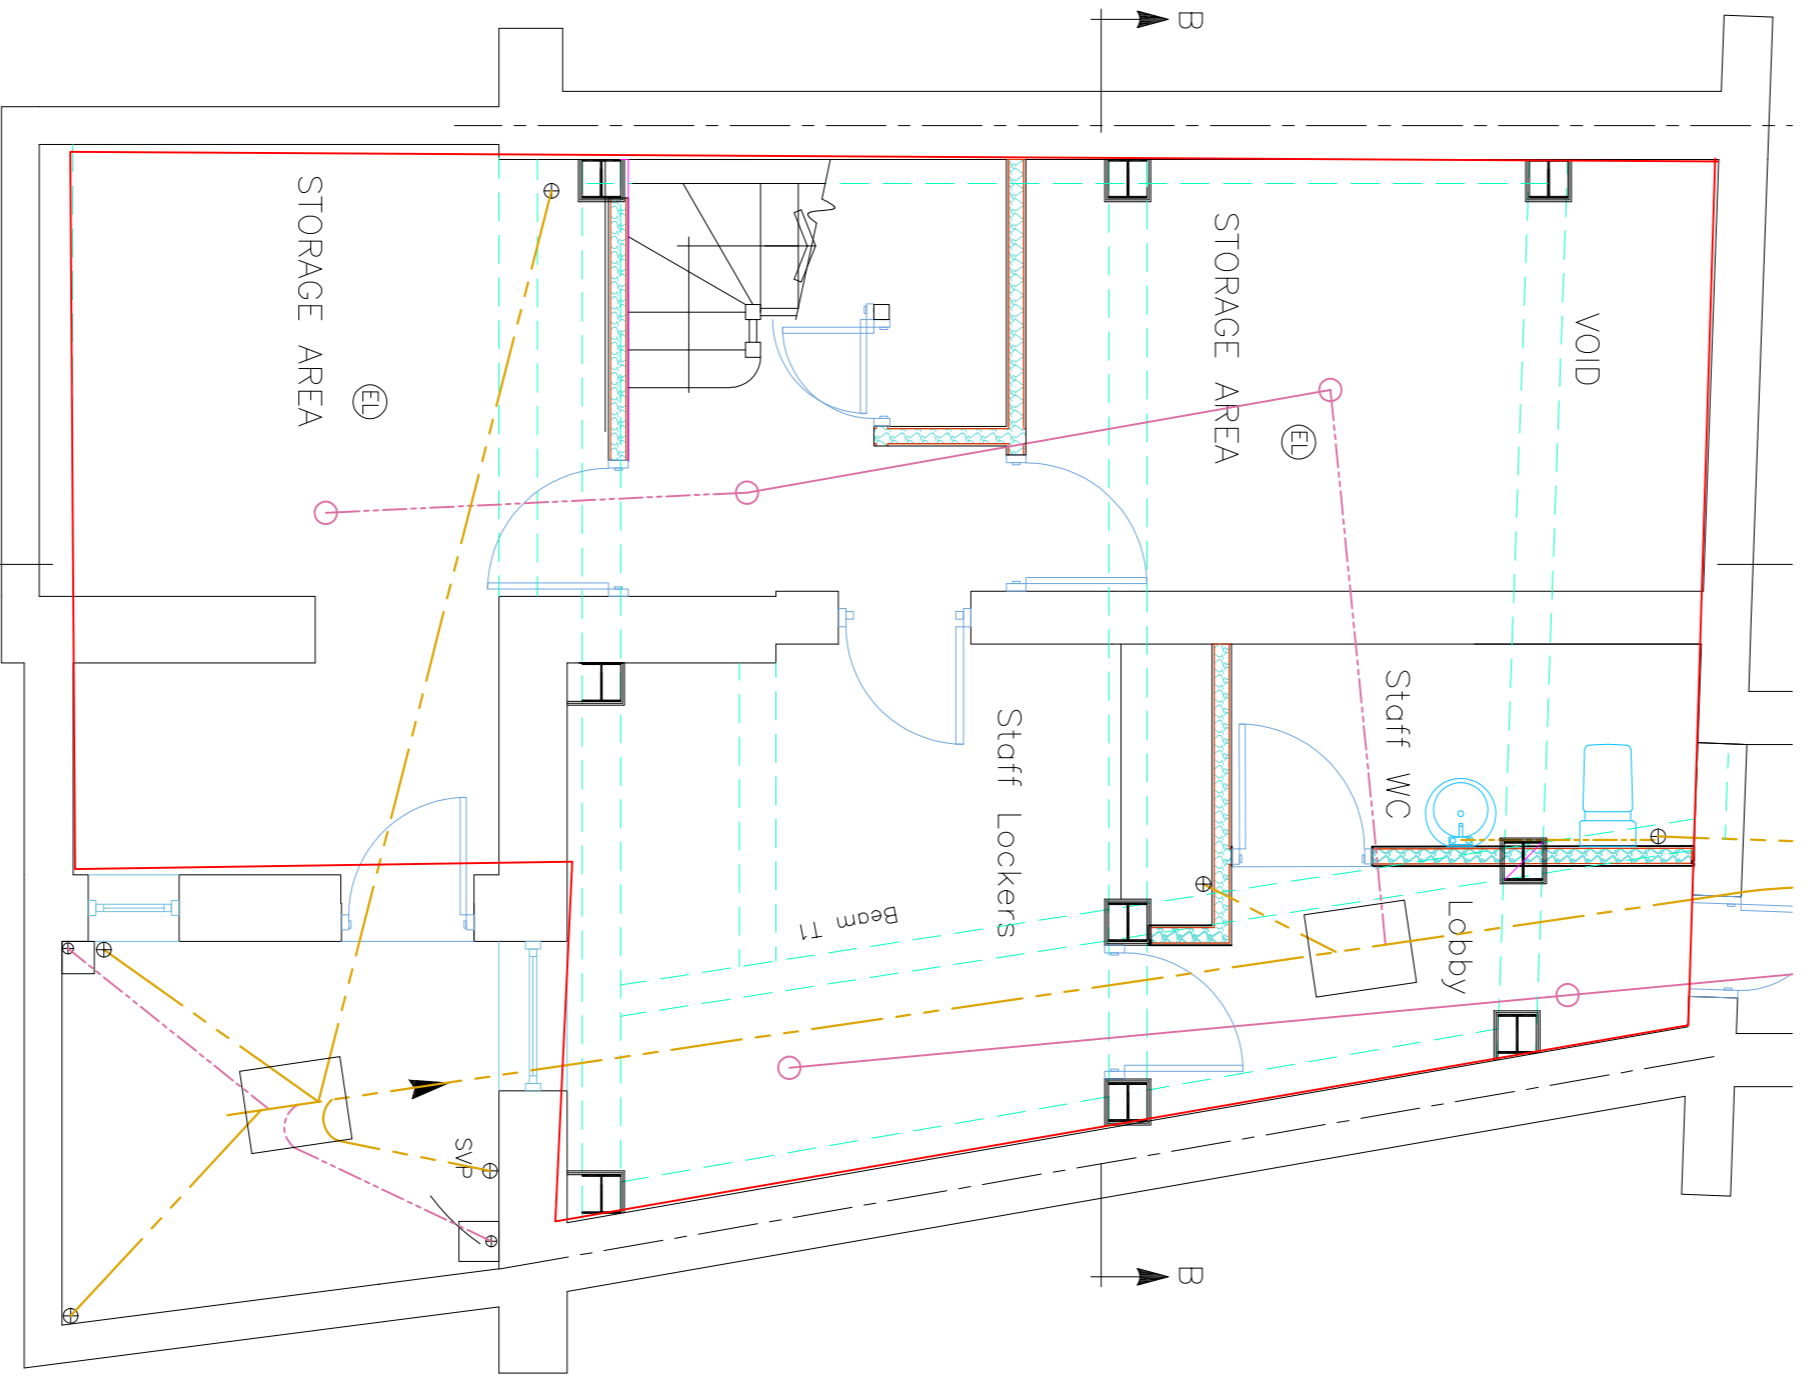 B
STORAGE AREA
EL
STORAGE AREA
EL
VOID
Staff Lockers
Staff WC
Lobby
Beam T1
SVP
B